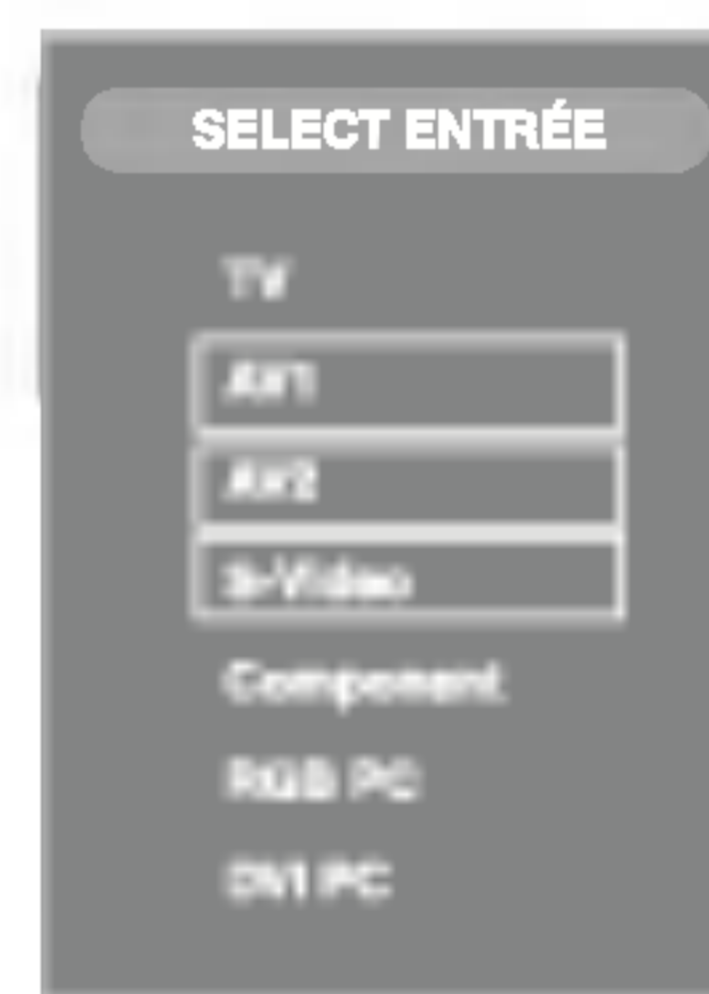 SELECT ENTRÉE
TV
AV1
AV2
S-Video
Component
RGB PC
DVI PC